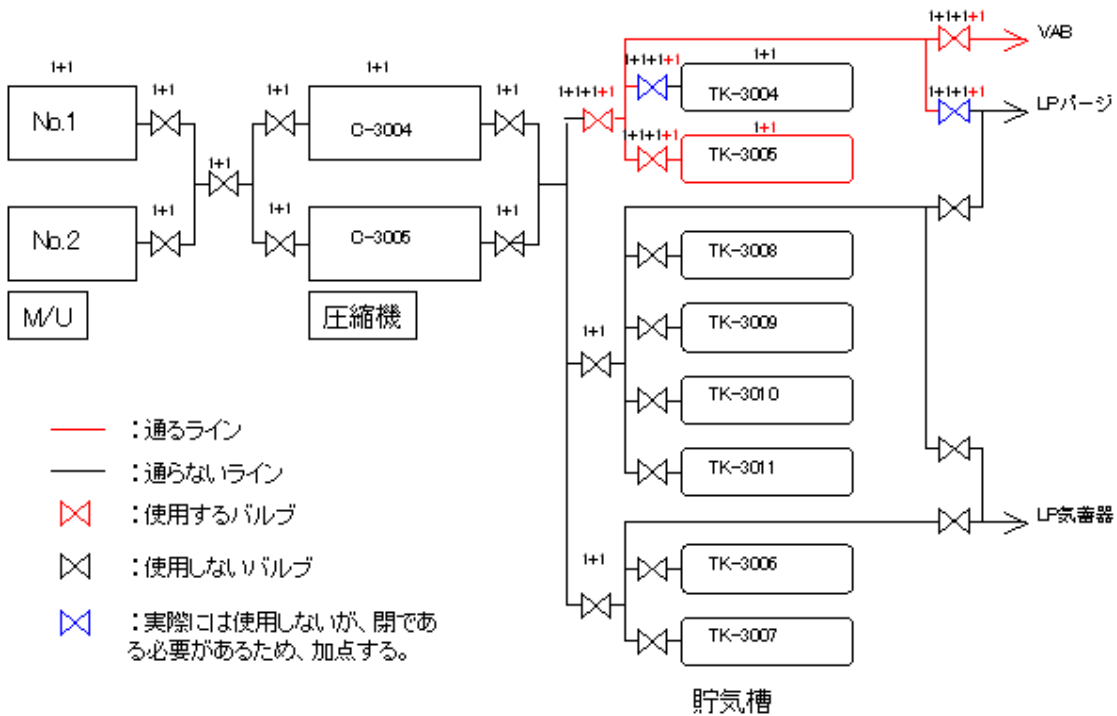 1+1+1+1
VAB
1+1
1+1
1+1
1+1
1+1
1+1+1+1
1+1
1+1+1+1
No.1
C-3004
1+1+1+1
TK-3004
LPパージ
1+1+1+1
1+1
TK-3005
1+1
1+1
1+1
1+1
No.2
C-3005
TK-3008
M/U
圧縮機
TK-3009
1+1
TK-3010
TK-3011
:通るライン
:通らないライン
:使用するバルブ
LP気蓄器
:使用しないバルブ
1+1
TK-3006
:実際には使用しないが、閉であ
る必要があるため、加点する。
TK-3007
貯気槽